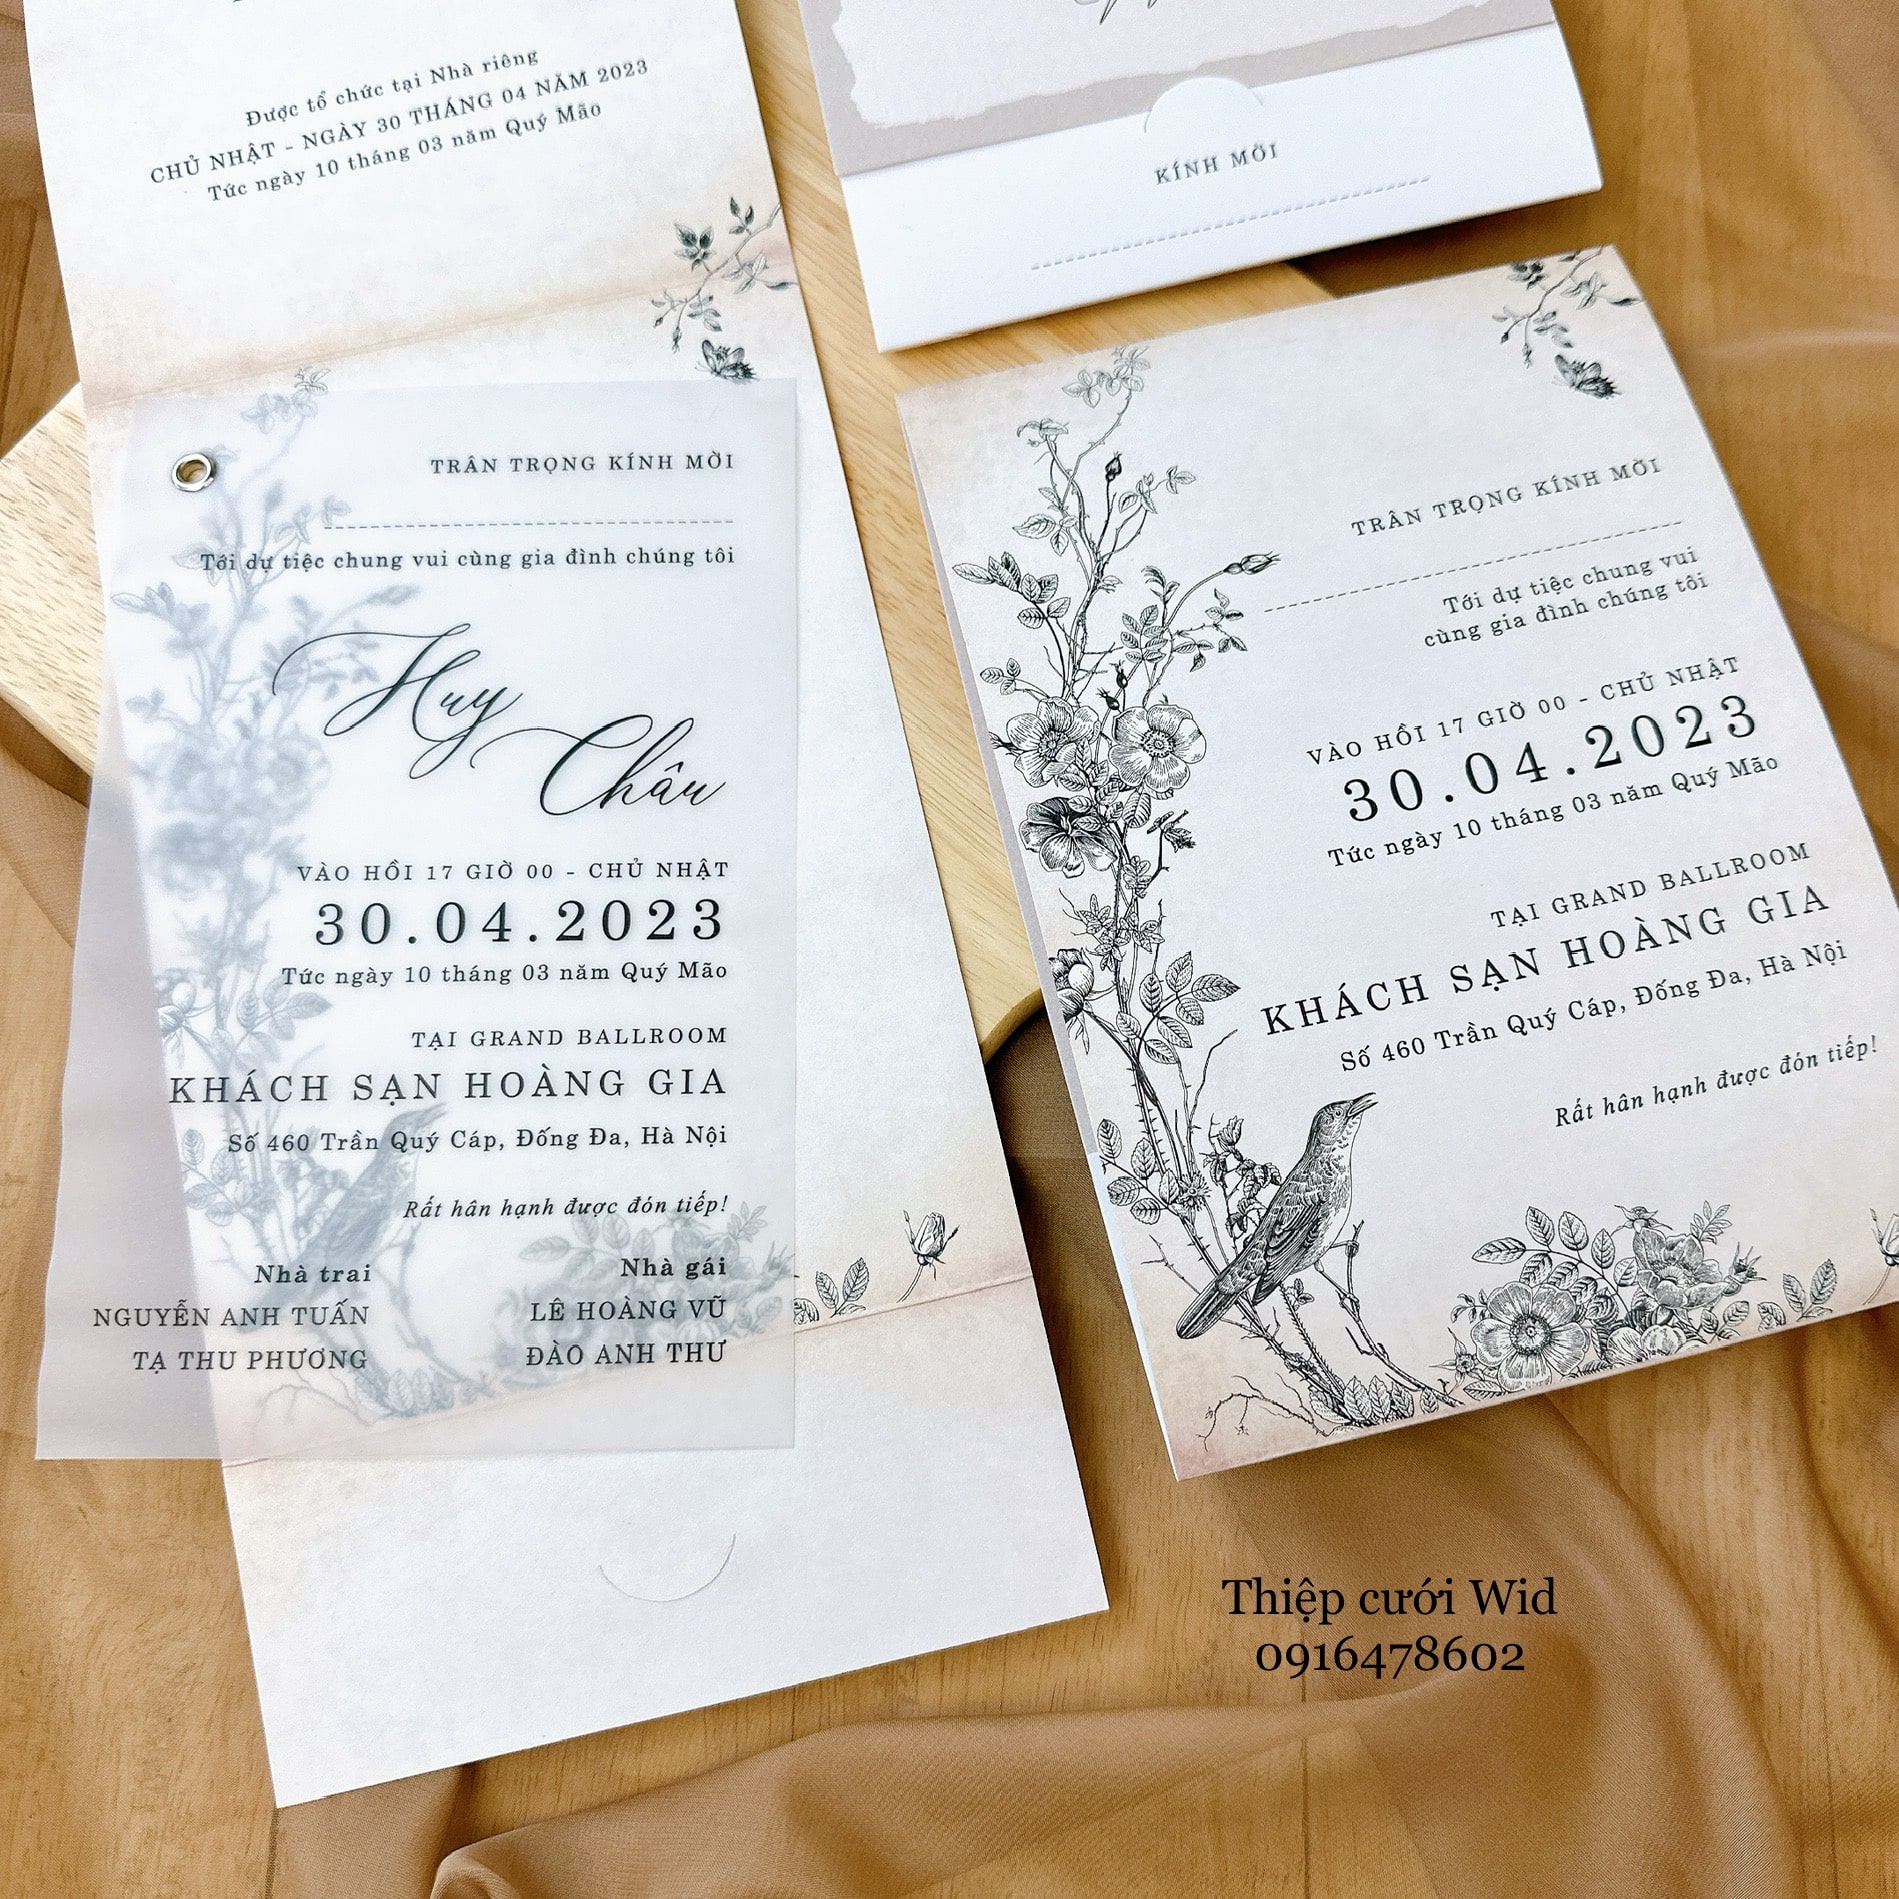 Được tổ chức tại Nhà riêng
CHỦ NHẬT - NGÀY 30 THÁNG 04 NĂM 2023
Tức ngày 10 tháng 03 năm Quý Mão
TRÂN TRỌNG KÍNH MỜI
Tới dự tiệc chung vui cùng gia đình chúng tôi
Huy
Châu
VÀO HỒI 17 GIỜ 00 - CHỦ NHẬT
30.04.2023
Tức ngày 10 tháng 03 năm Quý Mão
TẠI GRAND BALLROOM
KHÁCH SẠN HOÀNG GIA
Số 460 Trần Quý Cáp, Đống Đa, Hà Nội
Rất hân hạnh được đón tiếp!
Nhà trai
NGUYỄN ANH TUẤN
TẠ THU PHƯƠNG
Nhà gái
LÊ HOÀNG VŨ
ĐÀO ANH THƯ
KÍNH MỜI
TRÂN TRỌNG KÍNH MỜI
Tới dự tiệc chung vui
cùng gia đình chúng tôi
VÀO HỒI 17 GIỜ 00 - CHỦ NHẬT
30.04.2023
Tức ngày 10 tháng 03 năm Quý Mão
TẠI GRAND BALLROOM
KHÁCH SẠN HOÀNG GIA
Số 460 Trần Quý Cáp, Đống Đa, Hà Nội
Rất hân hạnh được đón tiếp!
Thiệp cưới Wid
0916478602